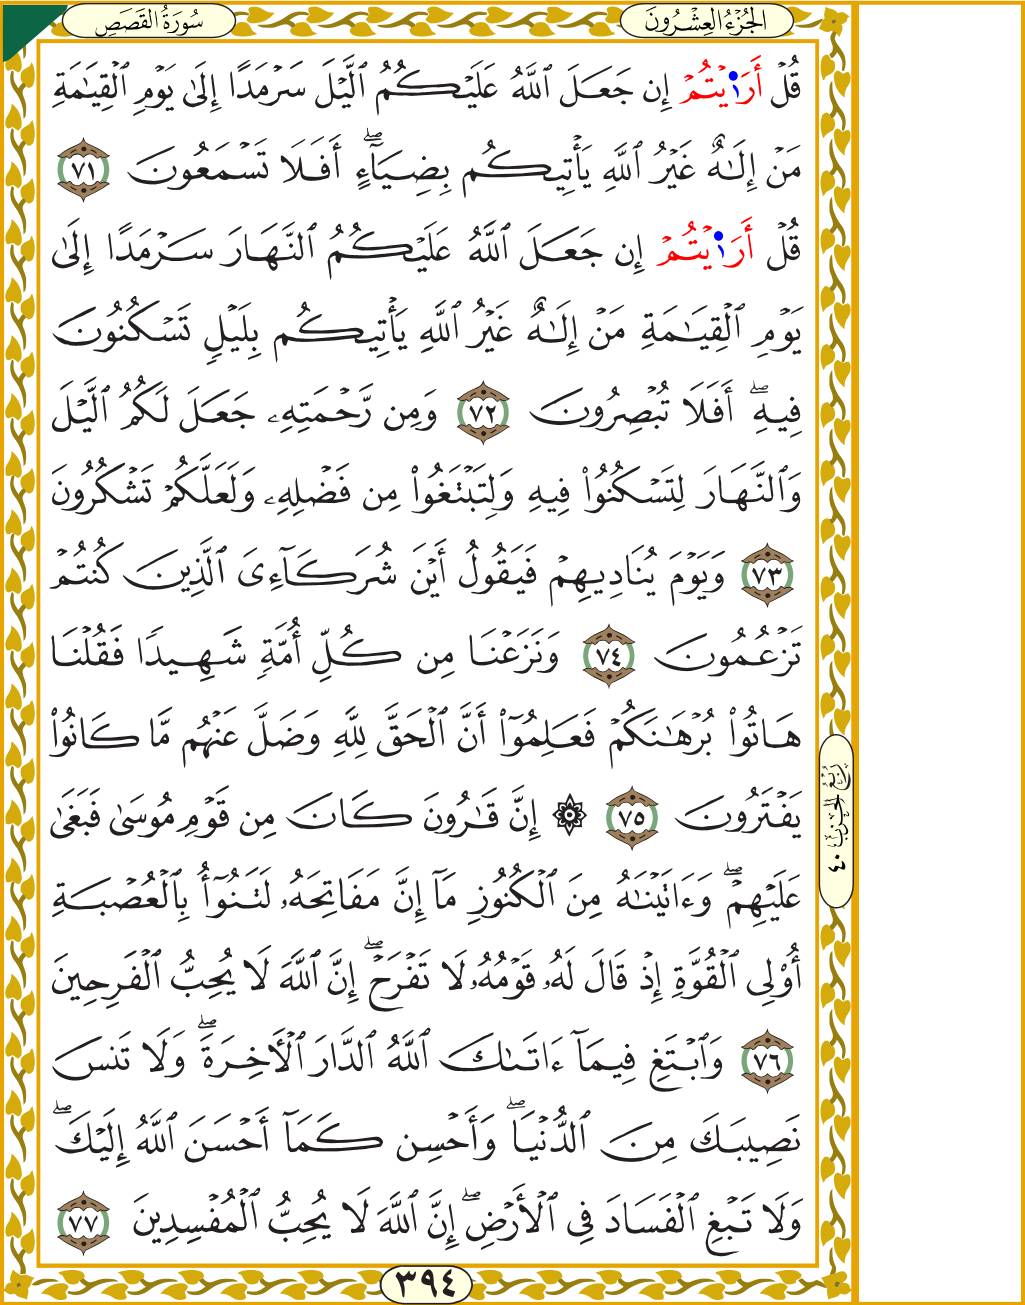 سُورَةُ القَصَصِ
الجُزْءُ العِشْرُونَ
قُلْ أَرَٰ۬يْتُمْ إِن جَعَلَ ٱللَّهُ عَلَيْكُمُ ٱلَّيْلَ سَرْمَدًا إِلَىٰ يَوْمِ ٱلْقِيَٰمَةِ
مَنْ إِلَٰهٌ غَيْرُ ٱللَّهِ يَأْتِيكُم بِضِيَآءٍۖ أَفَلَا تَسْمَعُونَ ٧١
قُلْ أَرَٰ۬يْتُمْ إِن جَعَلَ ٱللَّهُ عَلَيْكُمُ ٱلنَّهَارَ سَرْمَدًا إِلَىٰ
يَوْمِ ٱلْقِيَٰمَةِ مَنْ إِلَٰهٌ غَيْرُ ٱللَّهِ يَأْتِيكُم بِلَيْلٍ تَسْكُنُونَ
فِيهِۖ أَفَلَا تُبْصِرُونَ ٧٢ وَمِن رَّحْمَتِهِۦ جَعَلَ لَكُمُ ٱلَّيْلَ
وَٱلنَّهَارَ لِتَسْكُنُوا۟ فِيهِ وَلِتَبْتَغُوا۟ مِن فَضْلِهِۦ وَلَعَلَّكُمْ تَشْكُرُونَ
٧٣ وَيَوْمَ يُنَادِيهِمْ فَيَقُولُ أَيْنَ شُرَكَآءِىَ ٱلَّذِينَ كُنتُمْ
تَزْعُمُونَ ٧٤ وَنَزَعْنَا مِن كُلِّ أُمَّةٍ شَهِيدًا فَقُلْنَا
هَاتُوا۟ بُرْهَٰنَكُمْ فَعَلِمُوٓا۟ أَنَّ ٱلْحَقَّ لِلَّهِ وَضَلَّ عَنْهُم مَّا كَانُوا۟
يَفْتَرُونَ ٧٥ ۞ إِنَّ قَٰرُونَ كَانَ مِن قَوْمِ مُوسَىٰ فَبَغَىٰ
عَلَيْهِمْۖ وَءَاتَيْنَٰهُ مِنَ ٱلْكُنُوزِ مَآ إِنَّ مَفَاتِحَهُۥ لَتَنُوٓأُ بِٱلْعُصْبَةِ
أُو۟لِى ٱلْقُوَّةِ إِذْ قَالَ لَهُۥ قَوْمُهُۥ لَا تَفْرَحْۖ إِنَّ ٱللَّهَ لَا يُحِبُّ ٱلْفَرِحِينَ
٧٦ وَٱبْتَغِ فِيمَآ ءَاتَىٰكَ ٱللَّهُ ٱلدَّارَ ٱلْأَخِرَةَۖ وَلَا تَنسَ
نَصِيبَكَ مِنَ ٱلدُّنْيَاۖ وَأَحْسِن كَمَآ أَحْسَنَ ٱللَّهُ إِلَيْكَۖ
وَلَا تَبْغِ ٱلْفَسَادَ فِى ٱلْأَرْضِۖ إِنَّ ٱللَّهَ لَا يُحِبُّ ٱلْمُفْسِدِينَ ٧٧
رُبْعُ الحِزْبِ ٤٠
٣٩٤